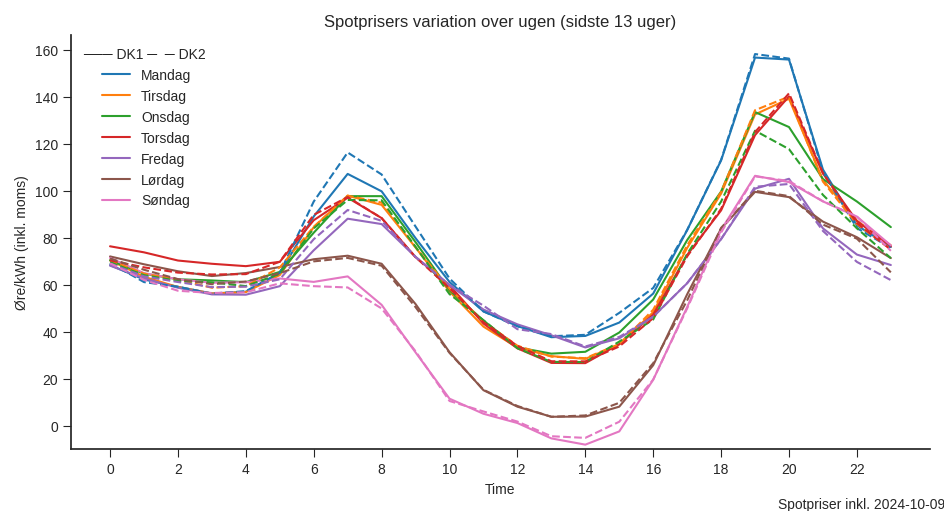 Spotprisers variation over ugen (sidste 13 uger)
DK1 DK2
Mandag
Tirsdag
Onsdag
Torsdag
Fredag
Lørdag
Søndag
Øre/kWh (inkl. moms)
160
140
120
100
80
60
40
20
0
0 2 4 6 8 10 12 14 16 18 20 22
Time
Spotpriser inkl. 2024-10-09